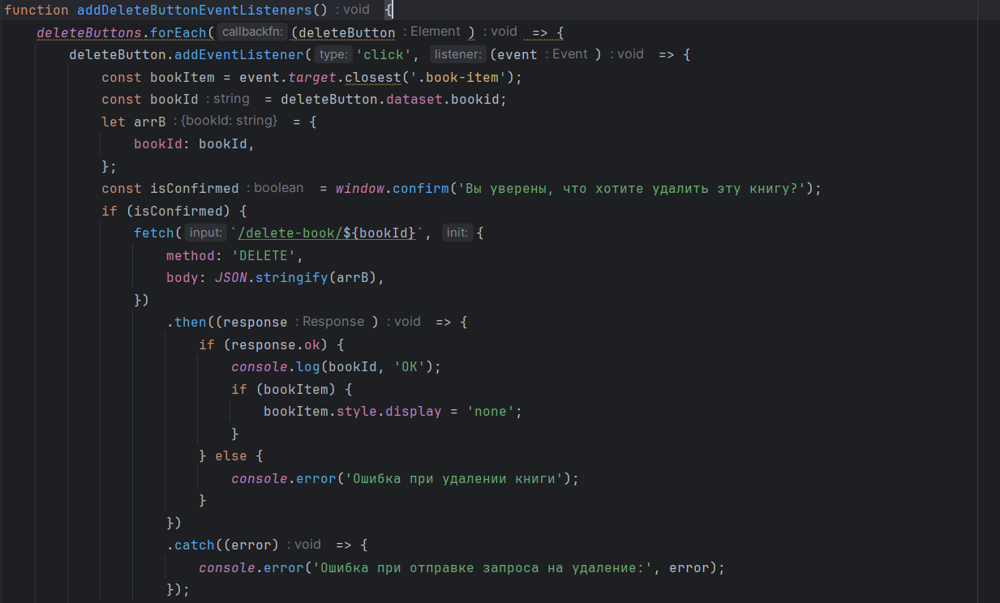 function addDeleteButtonEventListeners() : void {
deleteButtons.forEach( callbackfn: (deleteButton : Element ) : void => {
deleteButton.addEventListener( type: 'click', listener: (event : Event ) : void => {
const bookItem = event.target.closest('.book-item');
const bookId : string = deleteButton.dataset.bookid;
let arrB : {bookId: string} = {
bookId: bookId,
};
const isConfirmed : boolean = window.confirm('Вы уверены, что хотите удалить эту книгу?');
if (isConfirmed) {
fetch( input: `/delete-book/${bookId}`, init: {
method: 'DELETE',
body: JSON.stringify(arrB),
})
.then((response : Response ) : void => {
if (response.ok) {
console.log(bookId, 'OK');
if (bookItem) {
bookItem.style.display = 'none';
}
} else {
console.error('Ошибка при удалении книги');
}
})
.catch((error) : void => {
console.error('Ошибка при отправке запроса на удаление:', error);
});